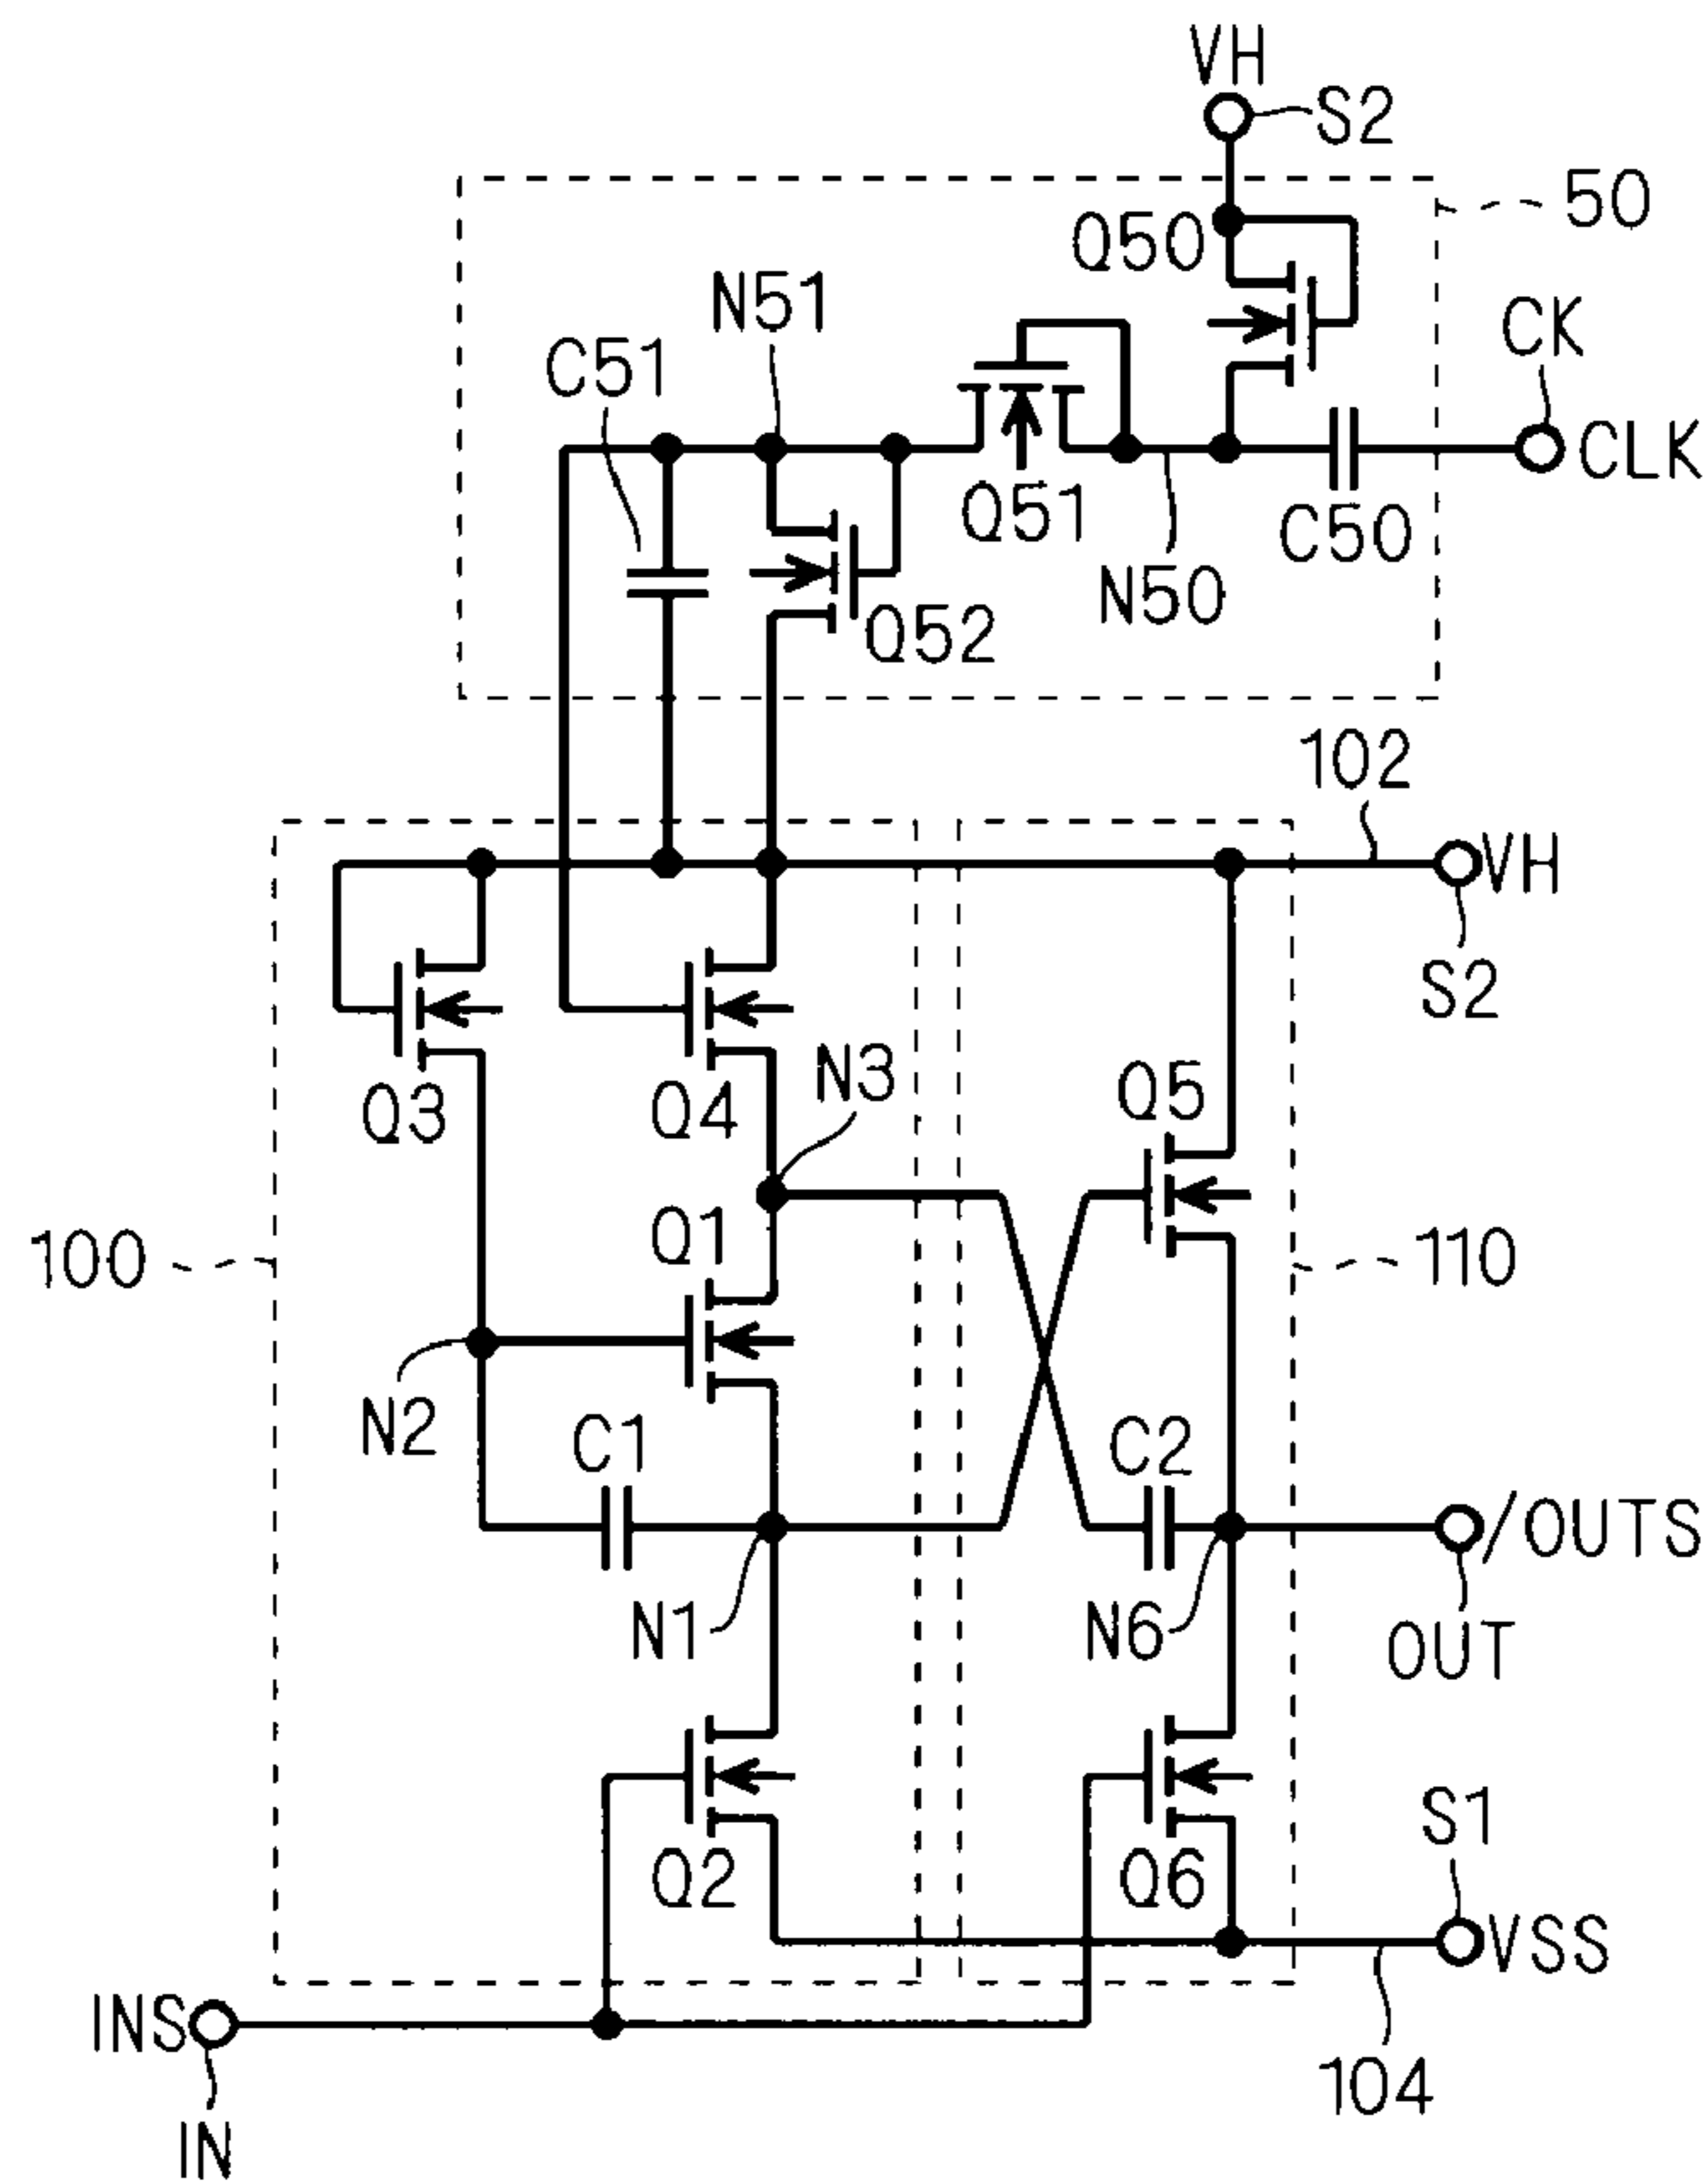 VH
S2
50
Q50
N51
CK
C51
CLK
Q51
C50
N50
Q52
102
VH
S2
N3
Q5
Q3
Q4
Q1
100
110
N2
C1
C2
/OUTS
N1
N6
OUT
S1
Q2
Q6
VSS
INS
104
IN